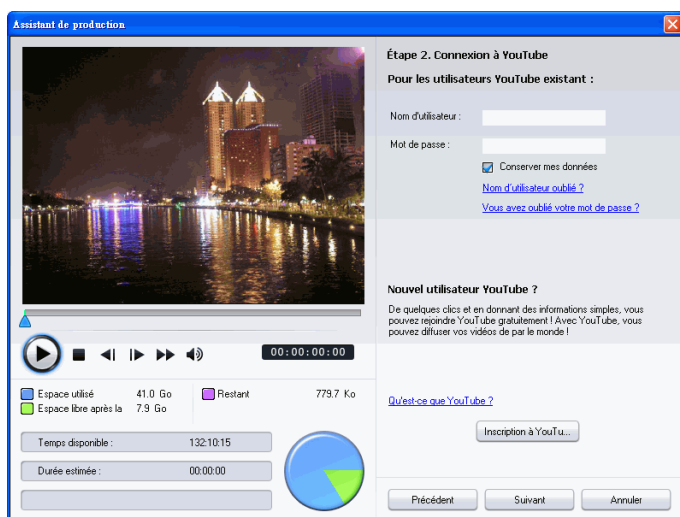 Assistant de production
Étape 2. Connexion à YouTube
Pour les utilisateurs YouTube existant :
Nom d'utilisateur :
Mot de passe :
Conserver mes données
Nom d'utilisateur oublié ?
Vous avez oublié votre mot de passe ?
Nouvel utilisateur YouTube ?
De quelques clics et en donnant des informations simples, vous
pouvez rejoindre YouTube gratuitement ! Avec YouTube, vous
pouvez diffuser vos vidéos de par le monde !
Qu'est-ce que YouTube ?
Inscription à YouTu...
00:00:00:00
Espace utilisé 41.0 Go Restant 779.7 Ko
Espace libre après la 7.9 Go
Temps disponible : 132:10:15
Durée estimée : 00:00:00
Précédent Suivant Annuler